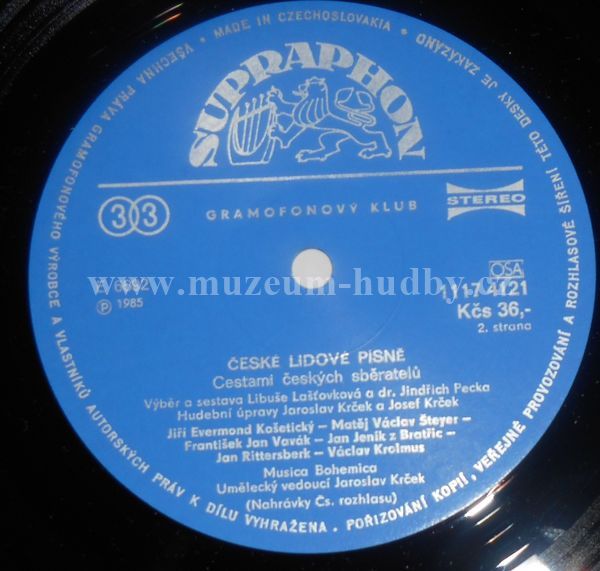 VŠECHNA PRÁVA GRAMOFONOVÉHO VÝROBCE A VLASTNÍKŮ AUTORSKÝCH PRÁV K DÍLU VYHRAŽENA. POŘIZOVÁNÍ KOPIÍ, VEŘEJNÉ PROVOZOVÁNÍ A ROZHLASOVÉ ŠÍŘENÍ TÉTO DESKY JE ZAKÁZÁNO • MADE IN CZECHOSLOVAKIA •
SUPRAPHON
33
GRAMOFONOVÝ KLUB
STEREO
www.muzeum-hudby.cz
OSA
Ⓟ 1985
1117 4121
Kčs 36,-
2. strana
ČESKÉ LIDOVÉ PÍSNĚ
Cestami českých sběratelů
Výběr a sestava Libuše Lašťovková a dr. Jindřich Pecka
Hudební úpravy Jaroslav Krček a Josef Krček
Jiří Evermond Košetický – Matěj Václav Šteyer –
František Jan Vavák – Jan Jeník z Bratřic –
Jan Rittersberk – Václav Krolmus
Musica Bohemica
Umělecký vedoucí Jaroslav Krček
(Nahrávky Čs. rozhlasu)